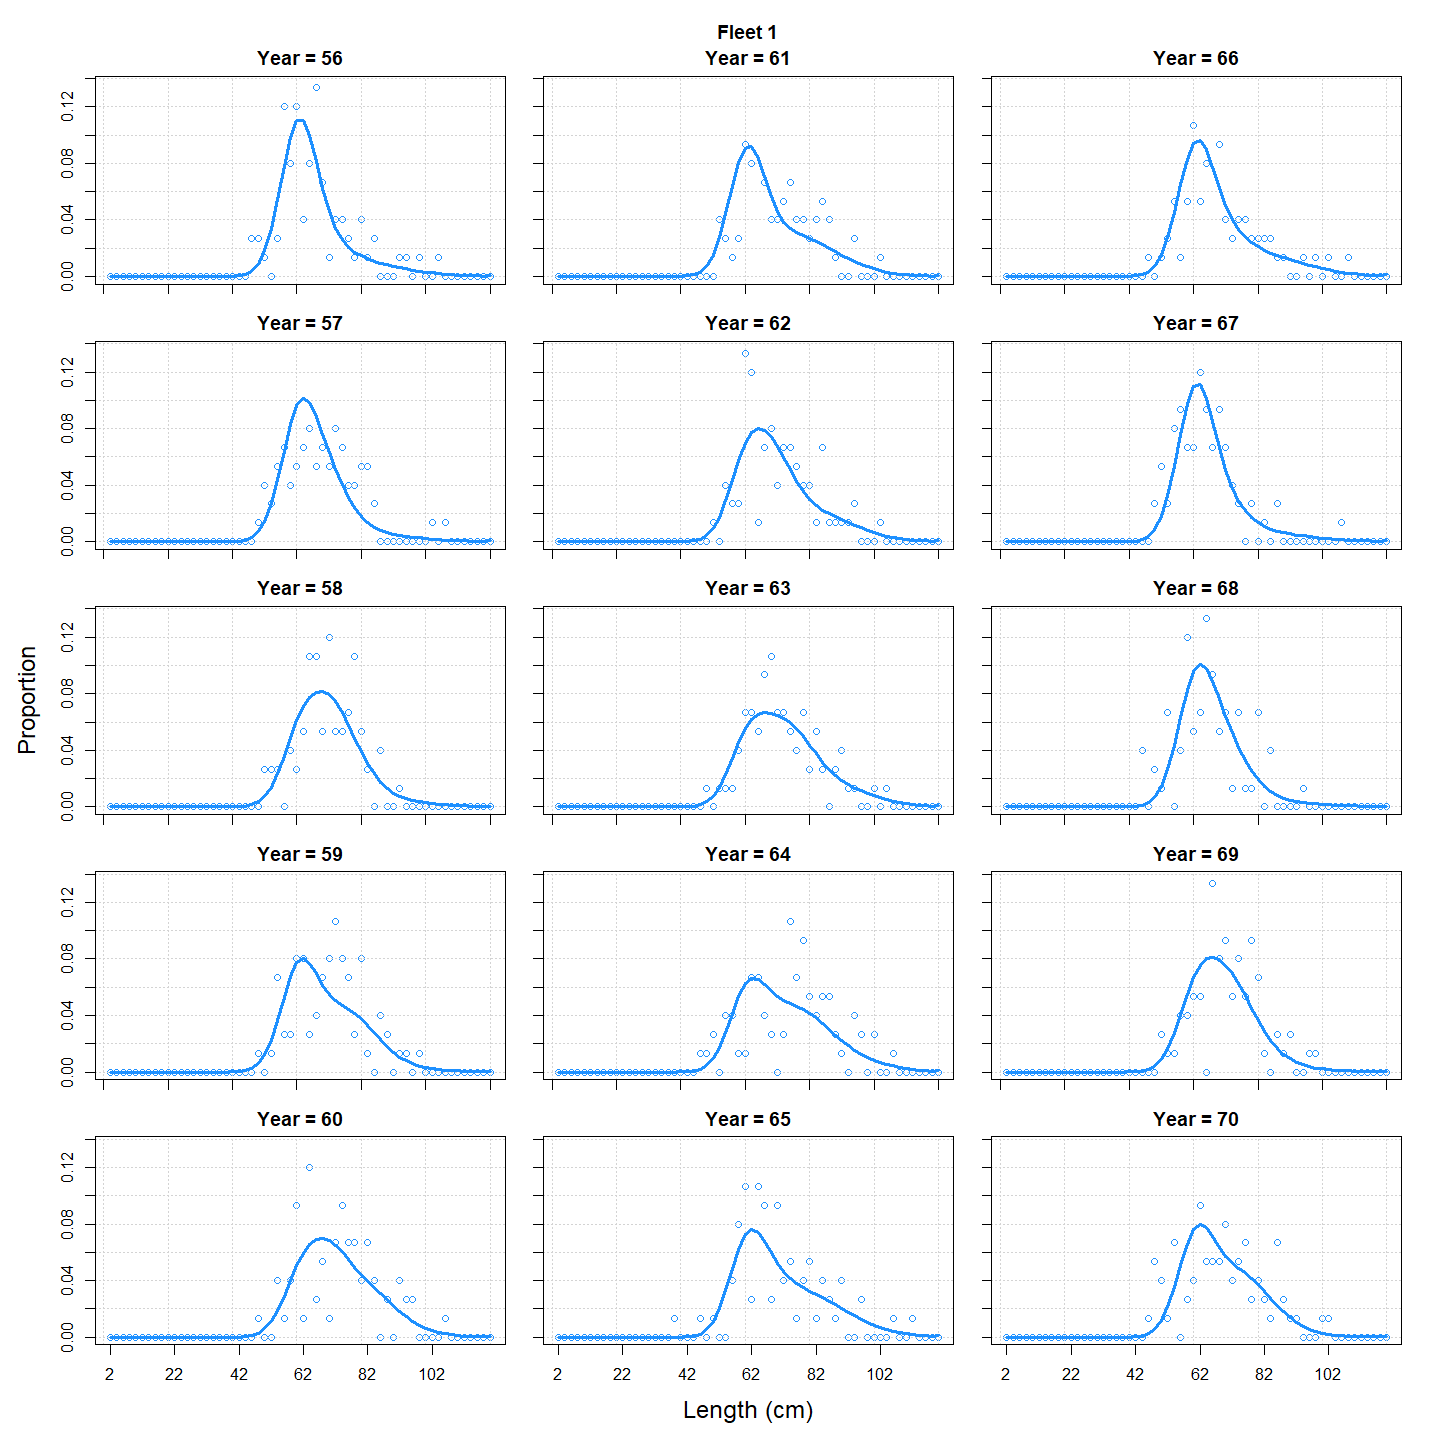 Fleet 1
Year = 56 Year = 61 Year = 66
0.00 0.04 0.08 0.12
Year = 57 Year = 62 Year = 67
0.00 0.04 0.08 0.12
Year = 58 Year = 63 Year = 68
0.00 0.04 0.08 0.12
Proportion
Year = 59 Year = 64 Year = 69
0.00 0.04 0.08 0.12
Year = 60 Year = 65 Year = 70
0.00 0.04 0.08 0.12
2 22 42 62 82 102 2 22 42 62 82 102 2 22 42 62 82 102
Length (cm)